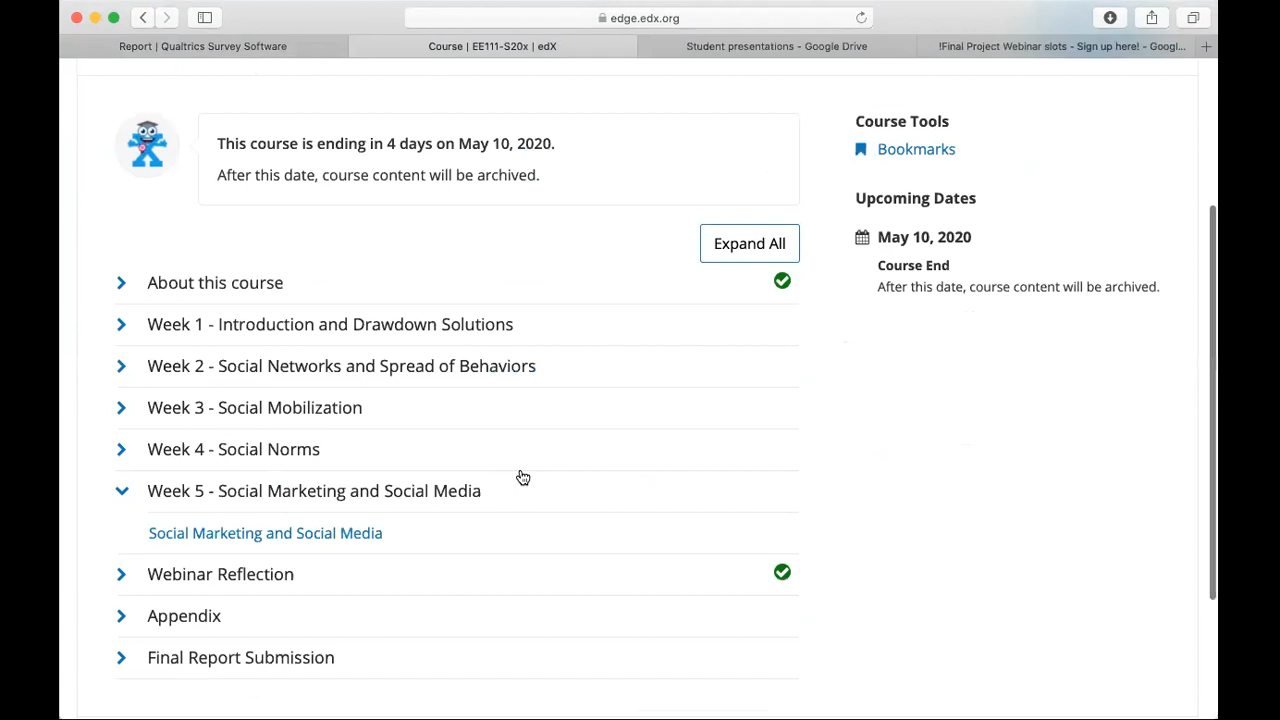 edge.edx.org
Report | Qualtrics Survey Software
Course | EE111-S20x | edX
Student presentations - Google Drive
!Final Project Webinar slots - Sign up here! - Googl...
This course is ending in 4 days on May 10, 2020.
After this date, course content will be archived.
Course Tools
Bookmarks
Upcoming Dates
May 10, 2020
Course End
After this date, course content will be archived.
Expand All
About this course
Week 1 - Introduction and Drawdown Solutions
Week 2 - Social Networks and Spread of Behaviors
Week 3 - Social Mobilization
Week 4 - Social Norms
Week 5 - Social Marketing and Social Media
Social Marketing and Social Media
Webinar Reflection
Appendix
Final Report Submission